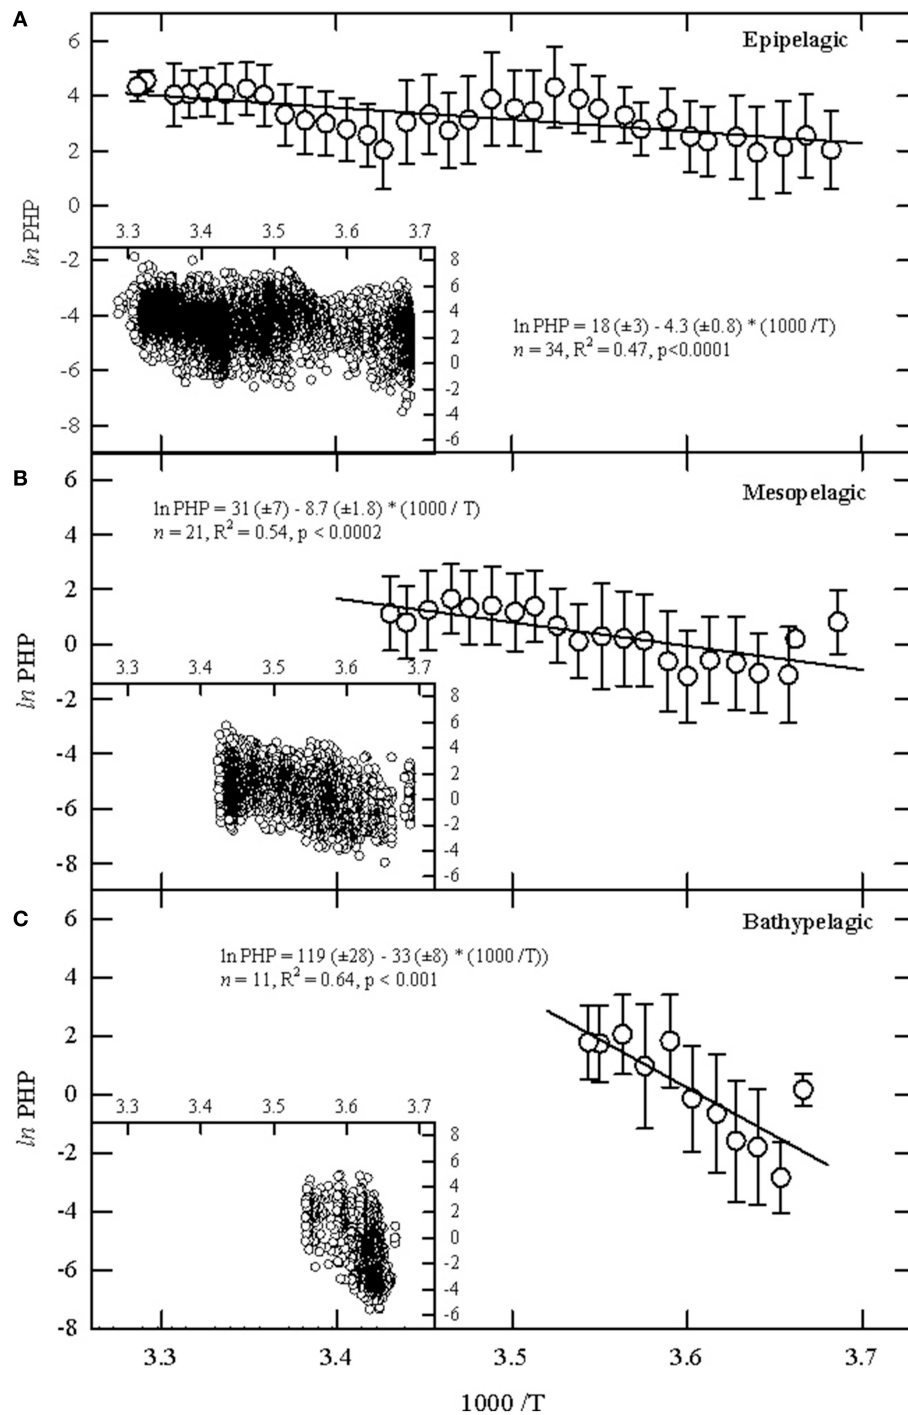 A
Epipelagic
6
4
2
0
-2
-4
-6
-8
ln PHP
3.3 3.4 3.5 3.6 3.7
8
6
4
2
0
-2
-4
-6
ln PHP = 18 (±3) - 4.3 (±0.8) * (1000 /T)
n = 34, R² = 0.47, p<0.0001
B
Mesopelagic
6
4
2
0
-2
-4
-6
-8
ln PHP
ln PHP = 31 (±7) - 8.7 (±1.8) * (1000 / T)
n = 21, R² = 0.54, p < 0.0002
3.3 3.4 3.5 3.6 3.7
8
6
4
2
0
-2
-4
-6
C
Bathypelagic
6
4
2
0
-2
-4
-6
-8
ln PHP
ln PHP = 119 (±28) - 33 (±8) * (1000 /T))
n = 11, R² = 0.64, p < 0.001
3.3 3.4 3.5 3.6 3.7
8
6
4
2
0
-2
-4
-6
3.3 3.4 3.5 3.6 3.7
1000 /T